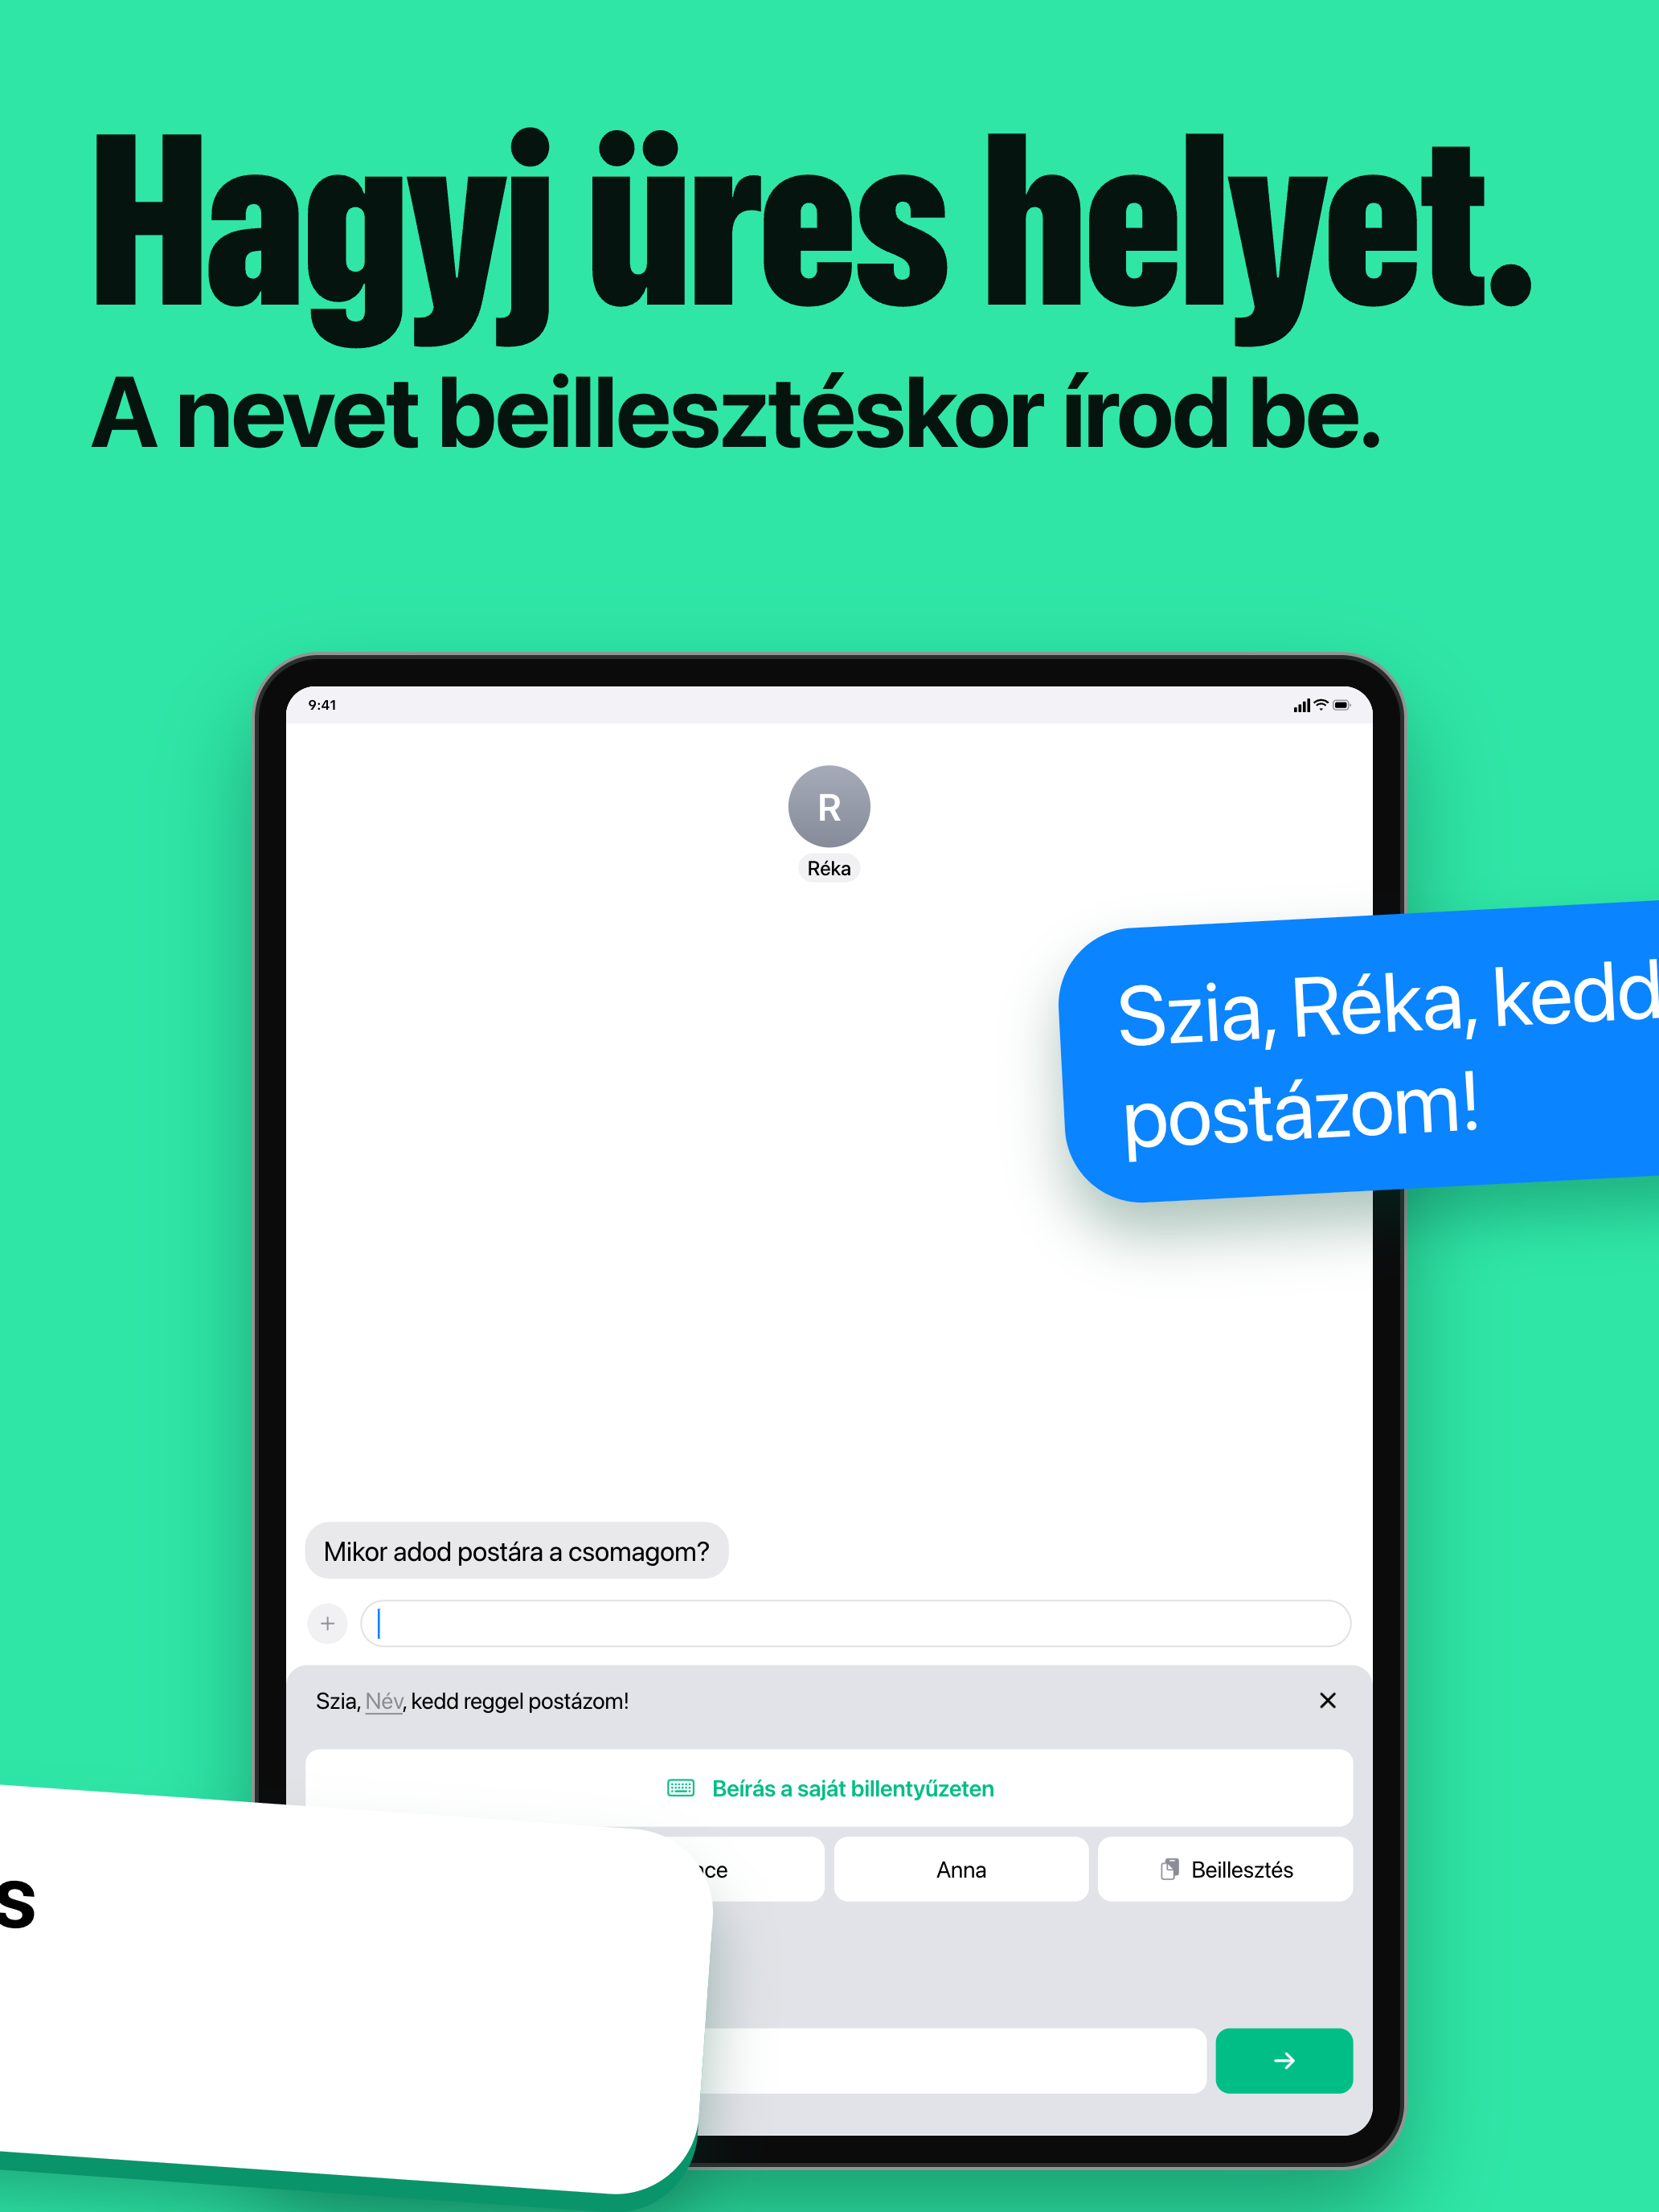 Hagyj üres helyet.
A nevet beillesztéskor írod be.
9:41
R
Réka
Szia, Réka, kedd
postázom!
Mikor adod postára a csomagom?
Szia, Név, kedd reggel postázom!
Beírás a saját billentyűzeten
Anna
Beillesztés